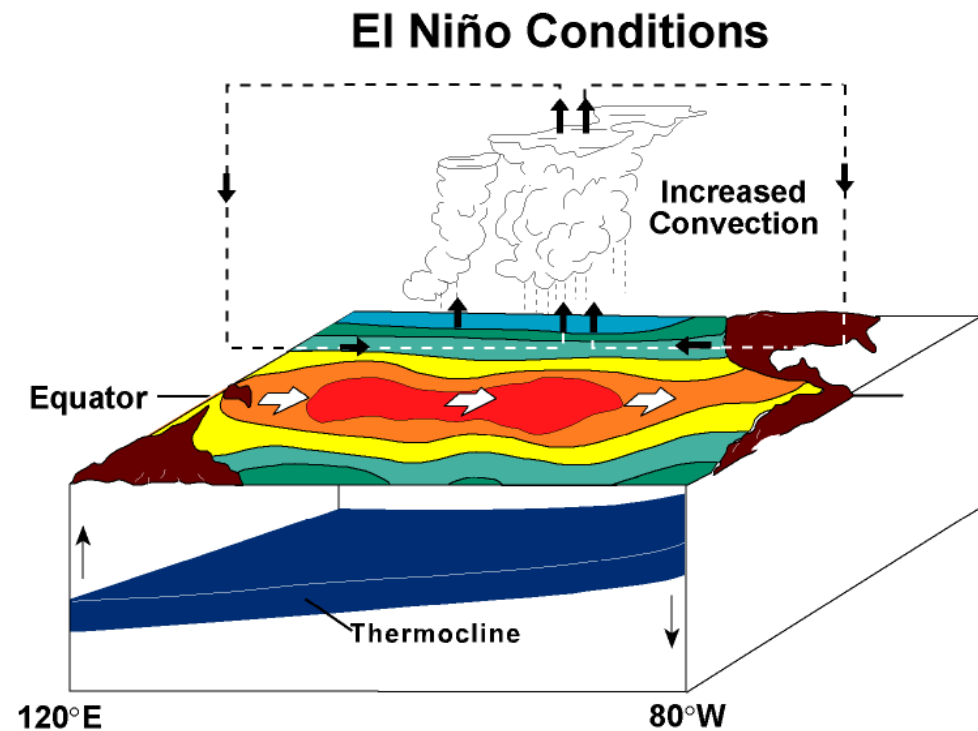 El Niño Conditions
Increased
Convection
Equator
Thermocline
120°E
80°W